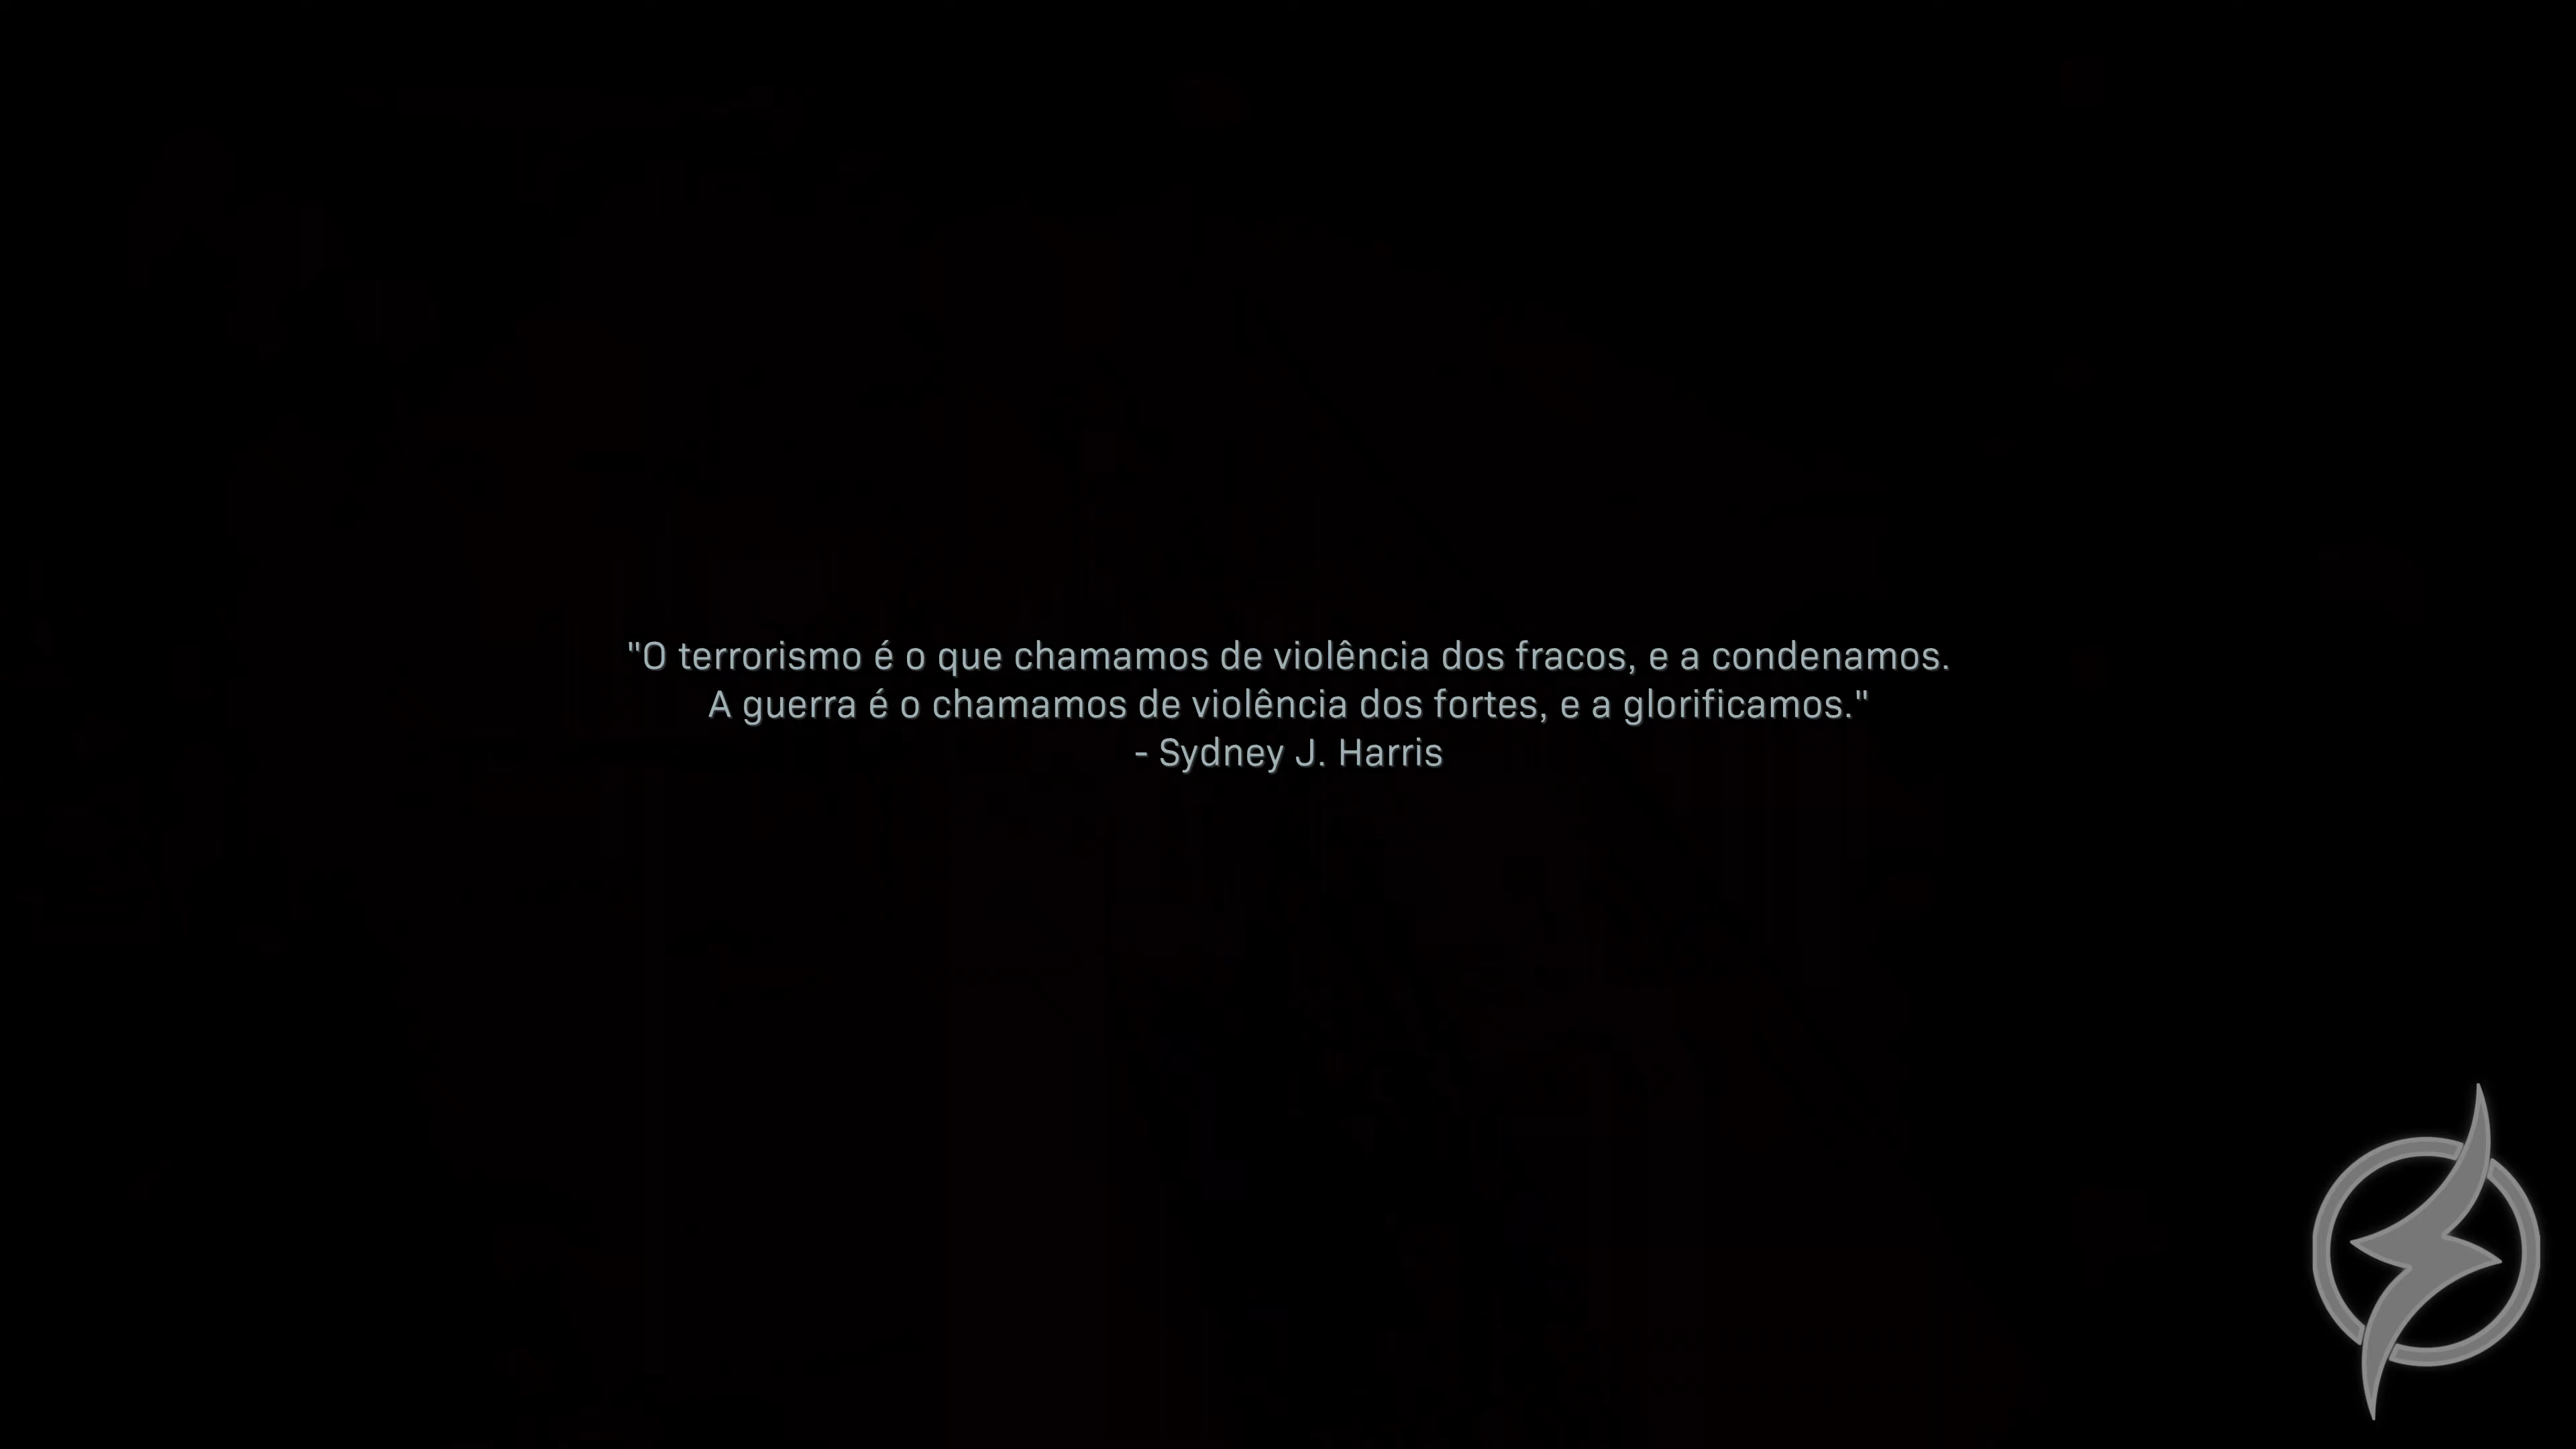 "O terrorismo é o que chamamos de violência dos fracos, e a condenamos.
A guerra é o chamamos de violência dos fortes, e a glorificamos."
- Sydney J. Harris